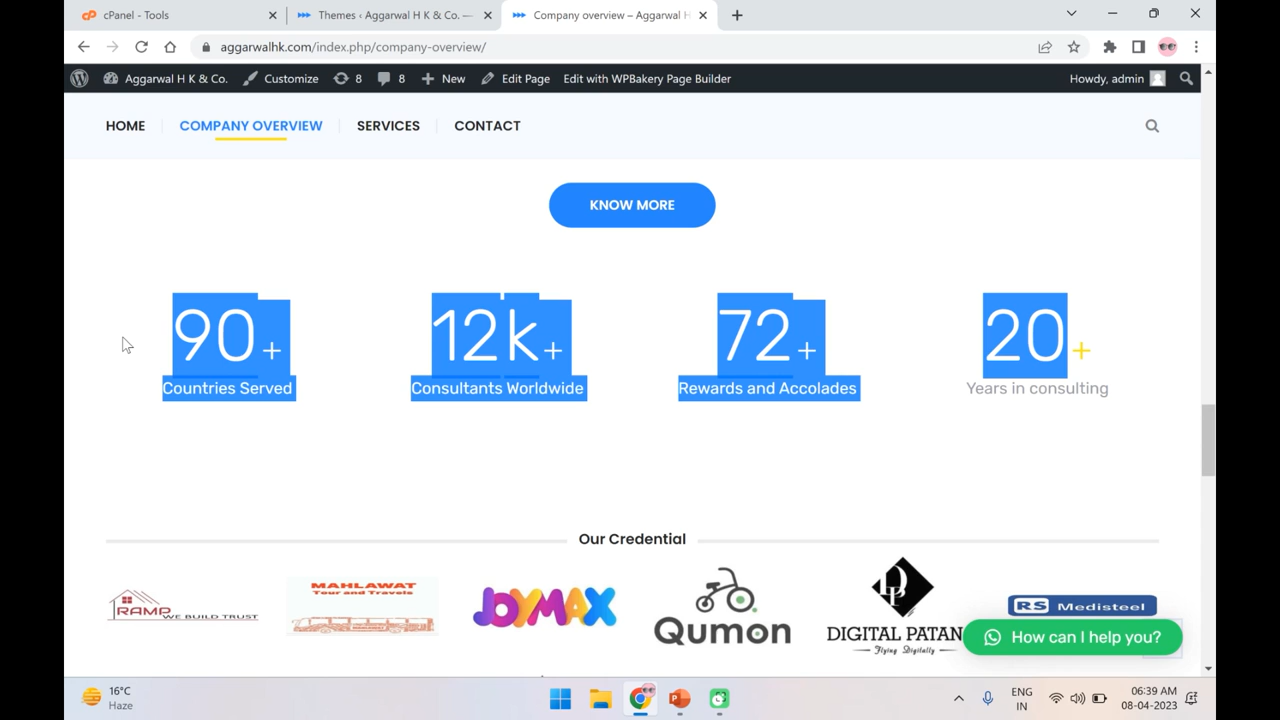 cPanel - Tools
Themes ‹ Aggarwal H K & Co. —
Company overview – Aggarwal H
aggarwalhk.com/index.php/company-overview/
Aggarwal H K & Co.
Customize
8
8
New
Edit Page
Edit with WPBakery Page Builder
Howdy, admin
HOME
COMPANY OVERVIEW
SERVICES
CONTACT
KNOW MORE
90+
Countries Served
12k+
Consultants Worldwide
72+
Rewards and Accolades
20+
Years in consulting
Our Credential
RAMP WE BUILD TRUST
MAHLAWAT
Tour and Travels
JOYMAX
Qumon
DP
DIGITAL PATAN
Flying Digitally
RS Medisteel
How can I help you?
16°C
Haze
ENG
IN
06:39 AM
08-04-2023